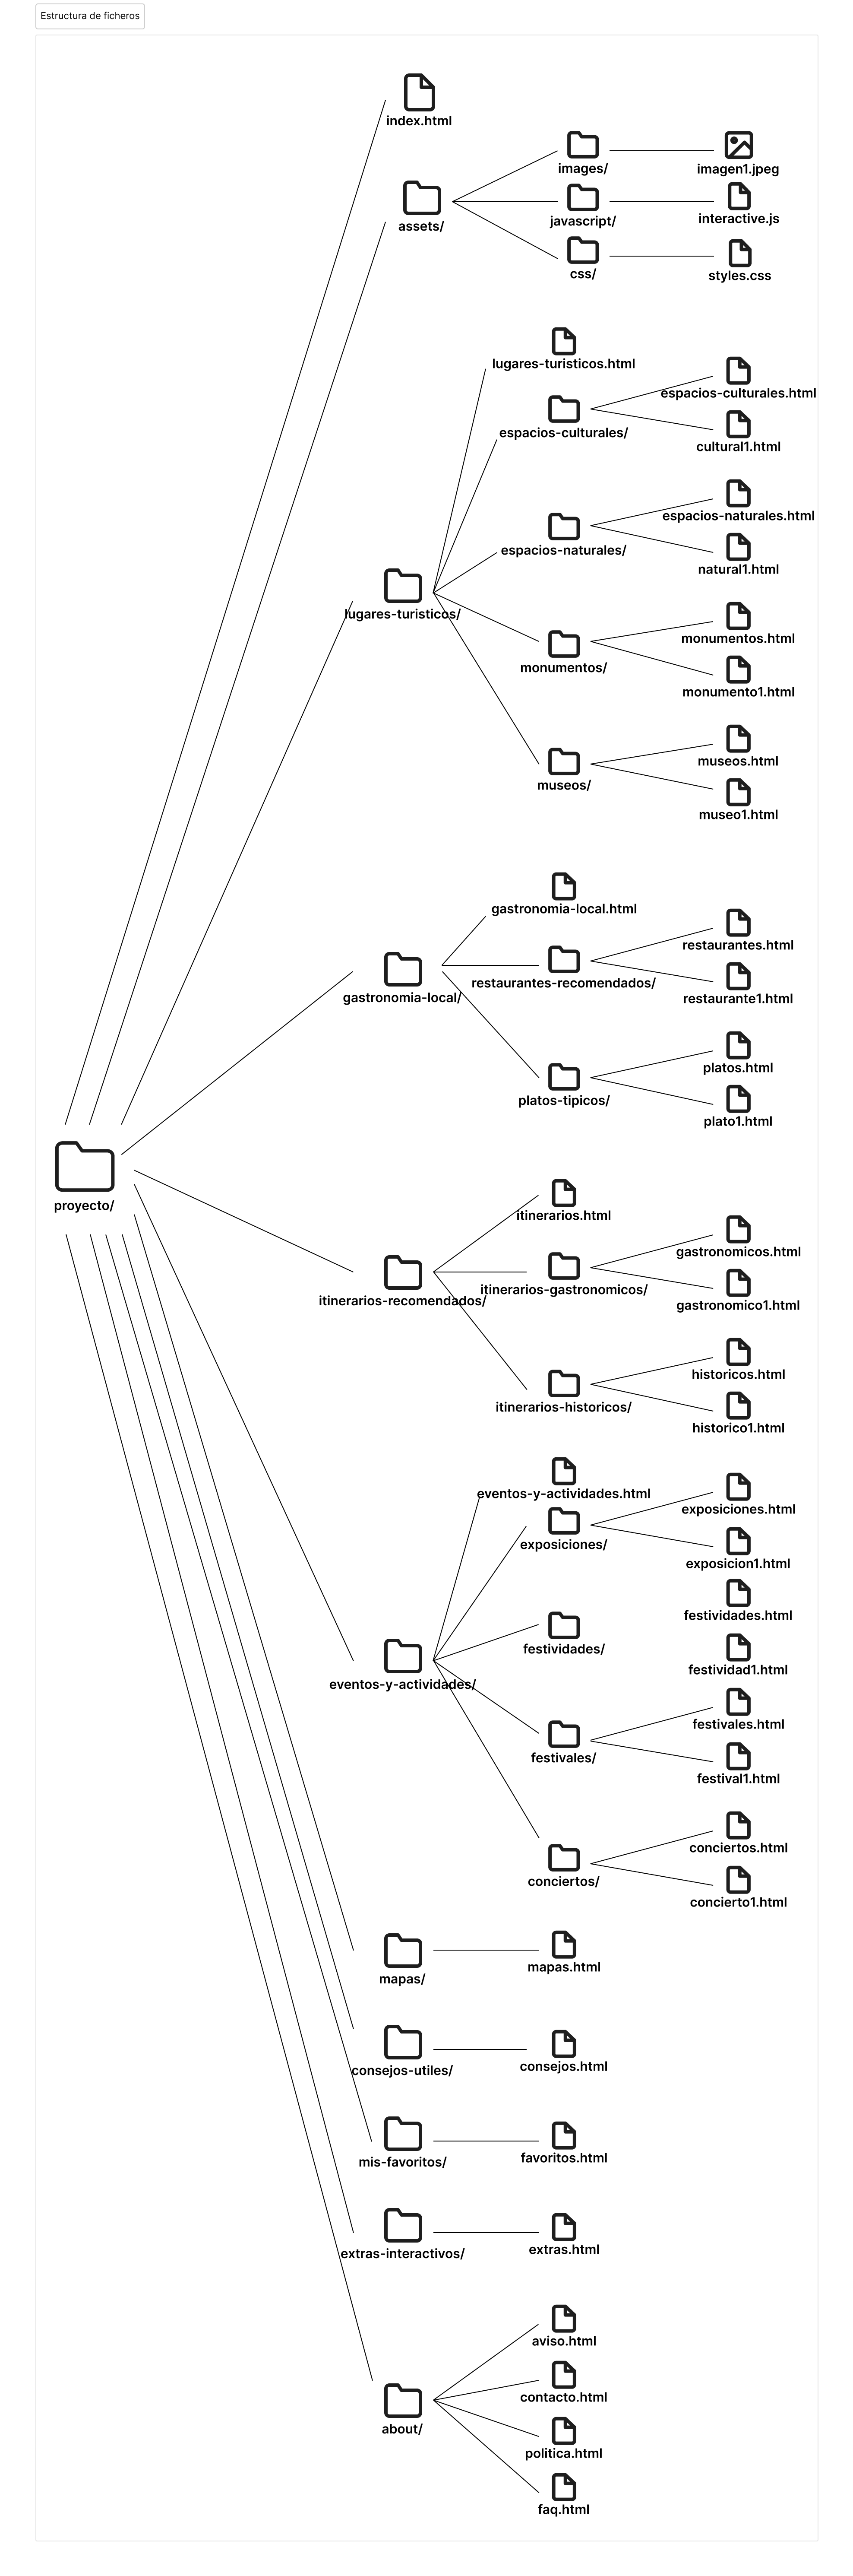 Estructura de ficheros
index.html
assets/
images/
imagen1.jpeg
javascript/
interactive.js
css/
styles.css
lugares-turisticos/
lugares-turisticos.html
espacios-culturales/
espacios-culturales.html
cultural1.html
espacios-naturales/
espacios-naturales.html
natural1.html
monumentos/
monumentos.html
monumento1.html
museos/
museos.html
museo1.html
gastronomia-local/
gastronomia-local.html
restaurantes-recomendados/
restaurantes.html
restaurante1.html
platos-tipicos/
platos.html
plato1.html
proyecto/
itinerarios-recomendados/
itinerarios.html
itinerarios-gastronomicos/
gastronomicos.html
gastronomico1.html
itinerarios-historicos/
historicos.html
historico1.html
eventos-y-actividades/
eventos-y-actividades.html
exposiciones/
exposiciones.html
exposicion1.html
festividades/
festividades.html
festividad1.html
festivales/
festivales.html
festival1.html
conciertos/
conciertos.html
concierto1.html
mapas/
mapas.html
consejos-utiles/
consejos.html
mis-favoritos/
favoritos.html
extras-interactivos/
extras.html
about/
aviso.html
contacto.html
politica.html
faq.html